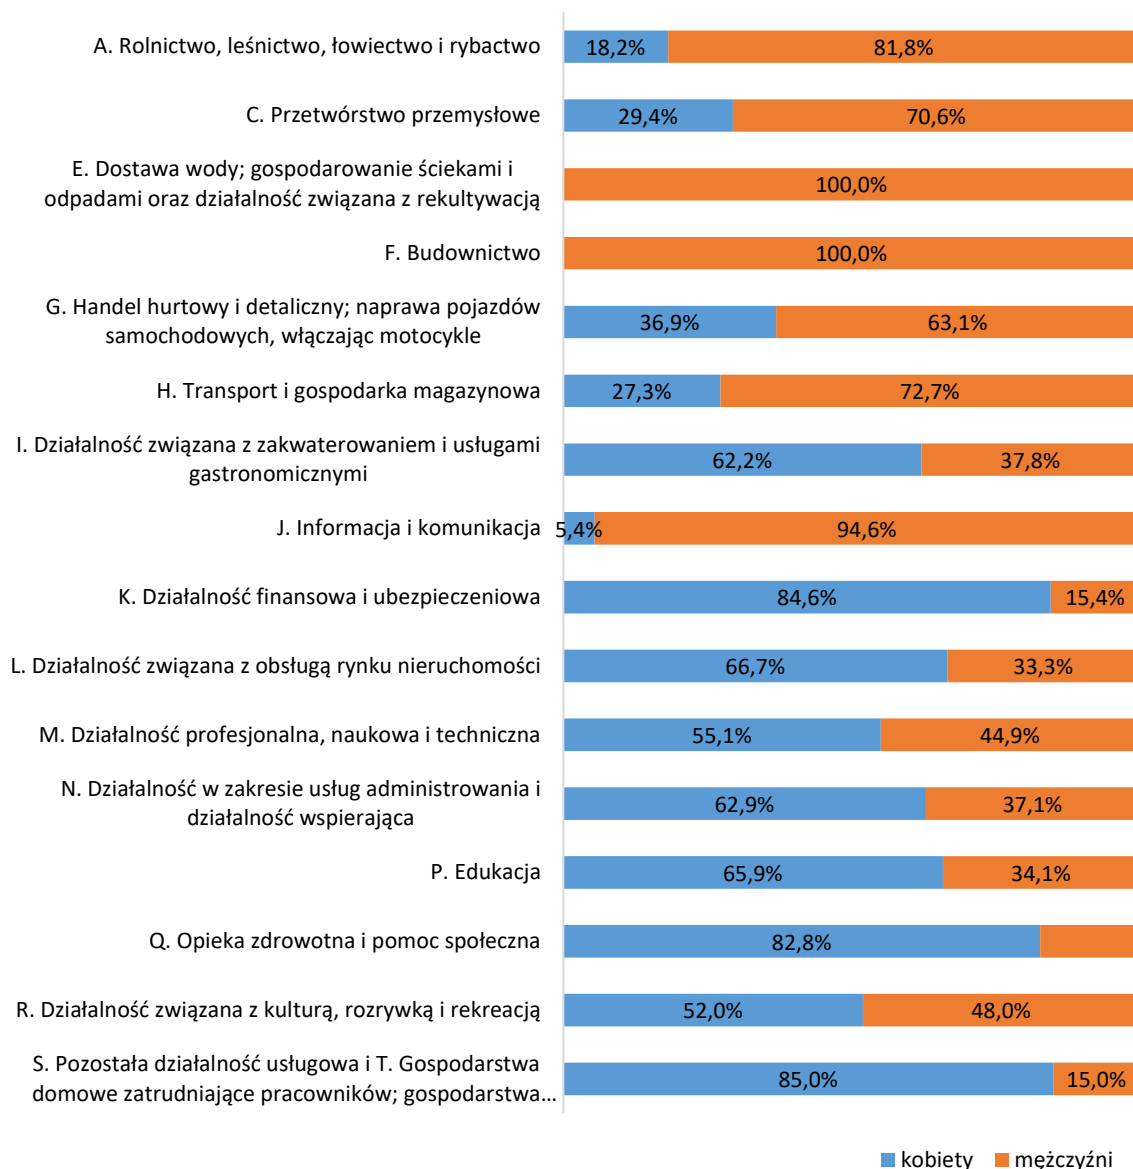 A. Rolnictwo, leśnictwo, łowiectwo i rybactwo
18,2% 81,8%
C. Przetwórstwo przemysłowe
29,4% 70,6%
E. Dostawa wody; gospodarowanie ściekami i
odpadami oraz działalność związana z rekultywacją
100,0%
F. Budownictwo
100,0%
G. Handel hurtowy i detaliczny; naprawa pojazdów
samochodowych, włączając motocykle
36,9% 63,1%
H. Transport i gospodarka magazynowa
27,3% 72,7%
I. Działalność związana z zakwaterowaniem i usługami
gastronomicznymi
62,2% 37,8%
J. Informacja i komunikacja
5,4% 94,6%
K. Działalność finansowa i ubezpieczeniowa
84,6% 15,4%
L. Działalność związana z obsługą rynku nieruchomości
66,7% 33,3%
M. Działalność profesjonalna, naukowa i techniczna
55,1% 44,9%
N. Działalność w zakresie usług administrowania i
działalność wspierająca
62,9% 37,1%
P. Edukacja
65,9% 34,1%
Q. Opieka zdrowotna i pomoc społeczna
82,8%
R. Działalność związana z kulturą, rozrywką i rekreacją
52,0% 48,0%
S. Pozostała działalność usługowa i T. Gospodarstwa
domowe zatrudniające pracowników; gospodarstwa...
85,0% 15,0%
kobiety mężczyźni